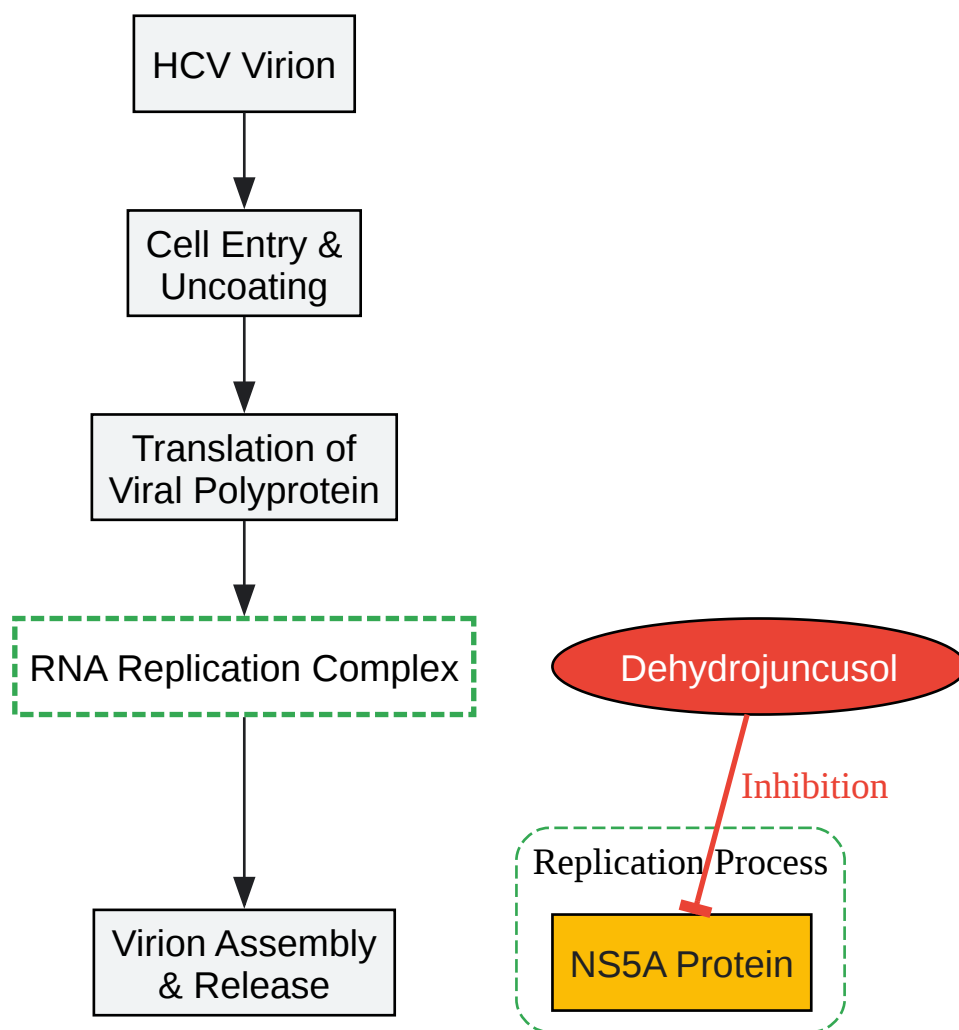 HCV Virion
Cell Entry &
Uncoating
Translation of
Viral Polyprotein
RNA Replication Complex
Dehydrojuncusol
Inhibition
Replication Process
NS5A Protein
Virion Assembly
& Release